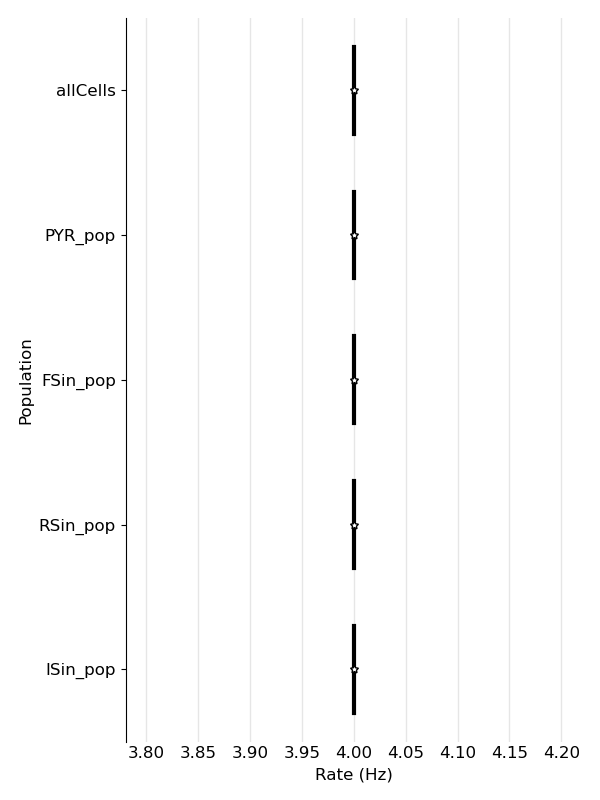 allCells
PYR_pop
FSin_pop
RSin_pop
ISin_pop
Population
3.80 3.85 3.90 3.95 4.00 4.05 4.10 4.15 4.20
Rate (Hz)